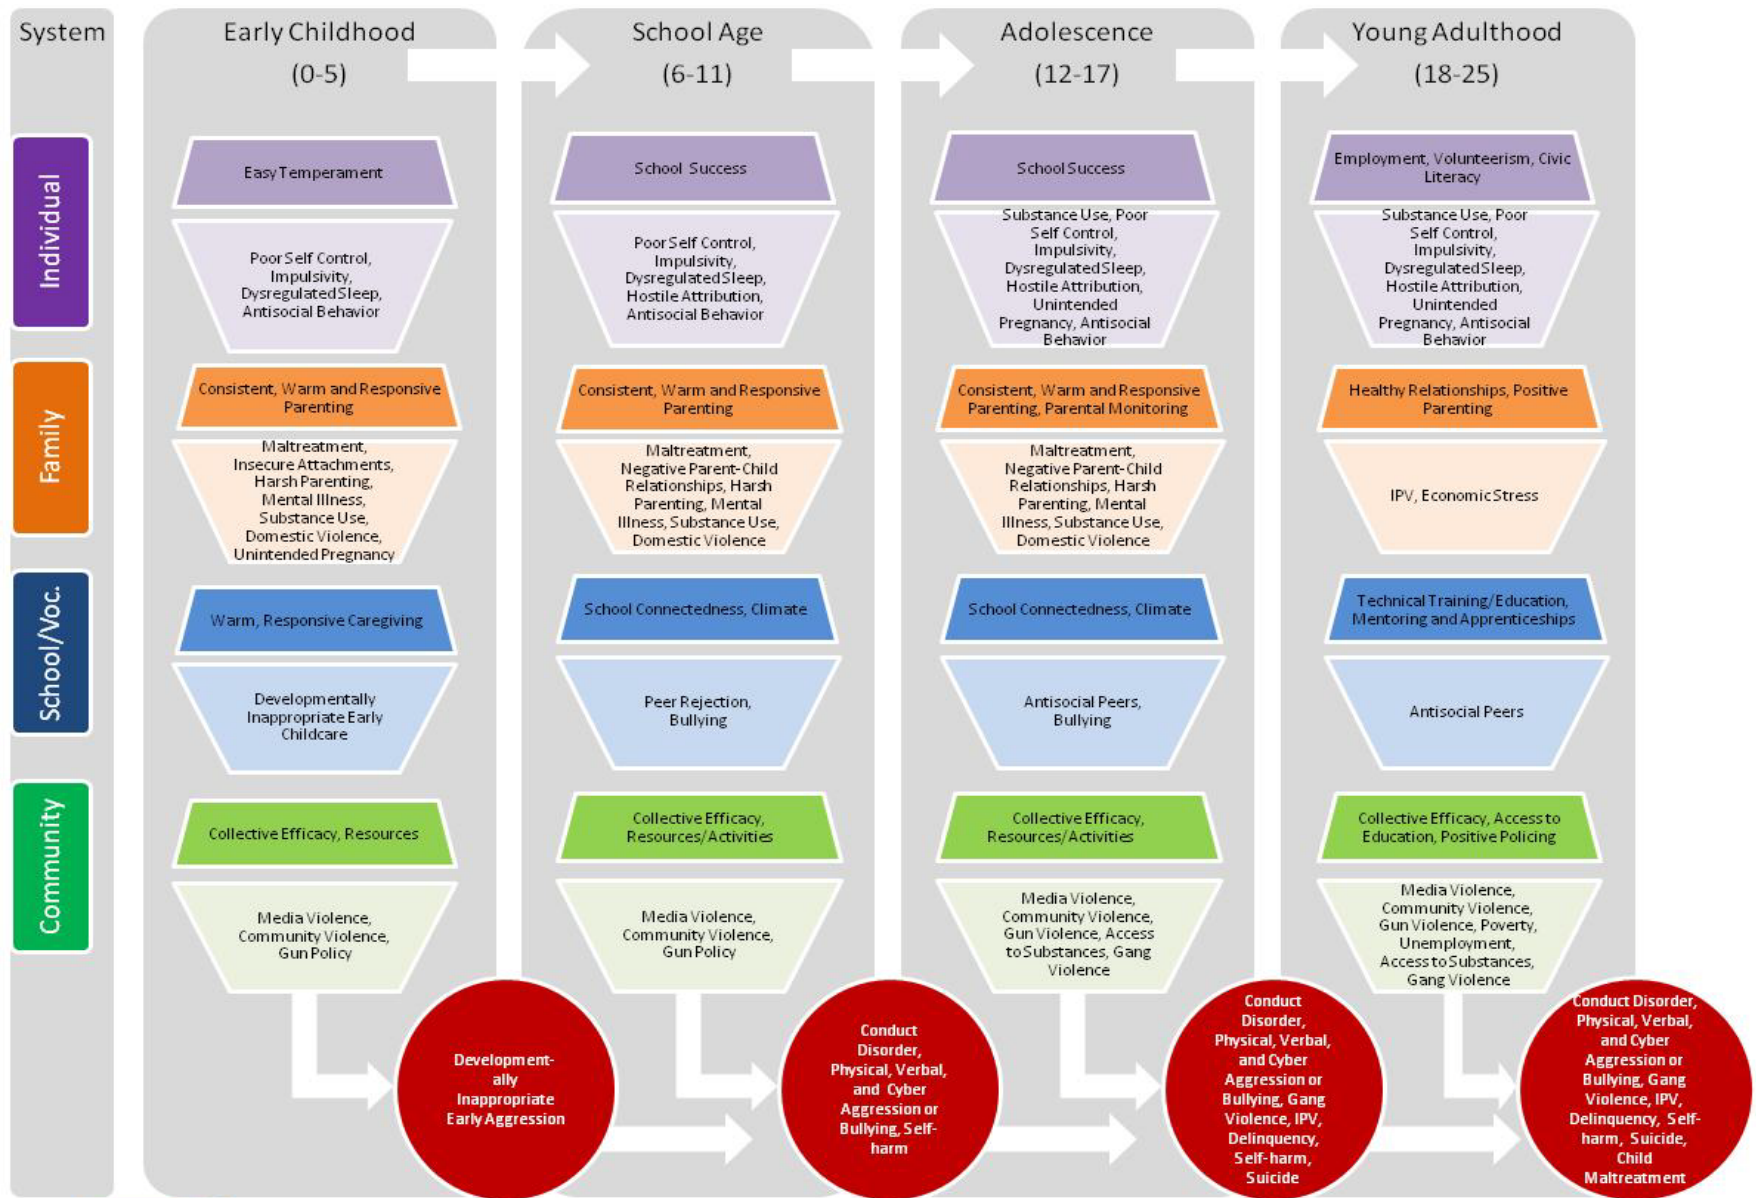 System
Early Childhood
(0-5)
School Age
(6-11)
Adolescence
(12-17)
Young Adulthood
(18-25)
Individual
Easy Temperament
School Success
School Success
Employment, Volunteerism, Civic
Literacy
Poor Self Control,
Impulsivity,
Dysregulated Sleep,
Antisocial Behavior
Poor Self Control,
Impulsivity,
Dysregulated Sleep,
Hostile Attribution,
Antisocial Behavior
Substance Use, Poor
Self Control,
Impulsivity,
Dysregulated Sleep,
Hostile Attribution,
Unintended
Pregnancy, Antisocial
Behavior
Substance Use, Poor
Self Control,
Impulsivity,
Dysregulated Sleep,
Hostile Attribution,
Unintended
Pregnancy, Antisocial
Behavior
Family
Consistent, Warm and Responsive
Parenting
Consistent, Warm and Responsive
Parenting
Consistent, Warm and Responsive
Parenting, Parental Monitoring
Healthy Relationships, Positive
Parenting
Maltreatment,
Insecure Attachments,
Harsh Parenting,
Mental Illness,
Substance Use,
Domestic Violence,
Unintended Pregnancy
Maltreatment,
Negative Parent-Child
Relationships, Harsh
Parenting, Mental
Illness, Substance Use,
Domestic Violence
Maltreatment,
Negative Parent-Child
Relationships, Harsh
Parenting, Mental
Illness, Substance Use,
Domestic Violence
IPV, Economic Stress
School/Voc.
Warm, Responsive Caregiving
School Connectedness, Climate
School Connectedness, Climate
Technical Training/Education,
Mentoring and Apprenticeships
Developmentally
Inappropriate Early
Childcare
Peer Rejection,
Bullying
Antisocial Peers,
Bullying
Antisocial Peers
Community
Collective Efficacy, Resources
Collective Efficacy,
Resources/Activities
Collective Efficacy,
Resources/Activities
Collective Efficacy, Access to
Education, Positive Policing
Media Violence,
Community Violence,
Gun Policy
Media Violence,
Community Violence,
Gun Policy
Media Violence,
Community Violence,
Gun Violence, Access
to Substances, Gang
Violence
Media Violence,
Community Violence,
Gun Violence, Poverty,
Unemployment,
Access to Substances,
Gang Violence
Development-
ally
Inappropriate
Early Aggression
Conduct
Disorder,
Physical, Verbal,
and Cyber
Aggression or
Bullying, Self-
harm
Conduct
Disorder,
Physical, Verbal,
and Cyber
Aggression or
Bullying, Gang
Violence, IPV,
Delinquency,
Self-harm,
Suicide
Conduct Disorder,
Physical, Verbal,
and Cyber
Aggression or
Bullying, Gang
Violence, IPV,
Delinquency, Self-
harm, Suicide,
Child
Maltreatment